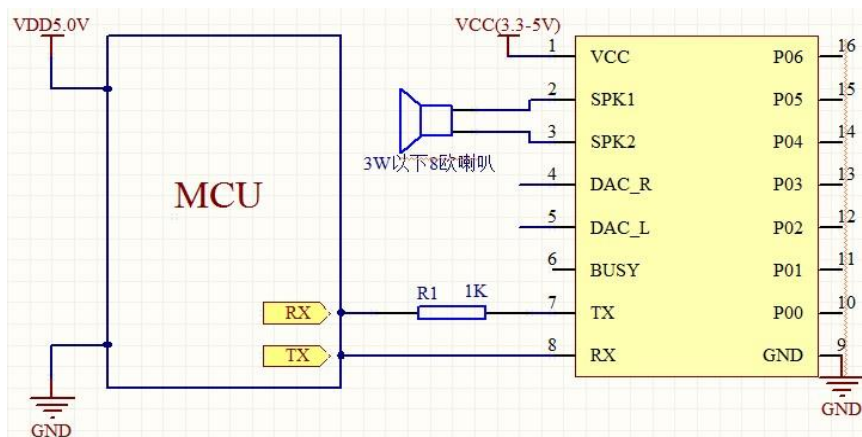 VDD5.0V
VCC(3.3-5V)
MCU
RX
TX
GND
3W以下8欧喇叭
R1 1K
1 VCC
2 SPK1
3 SPK2
4 DAC_R
5 DAC_L
6 BUSY
7 TX
8 RX
P06 16
P05 15
P04 14
P03 13
P02 12
P01 11
P00 10
GND 9
GND